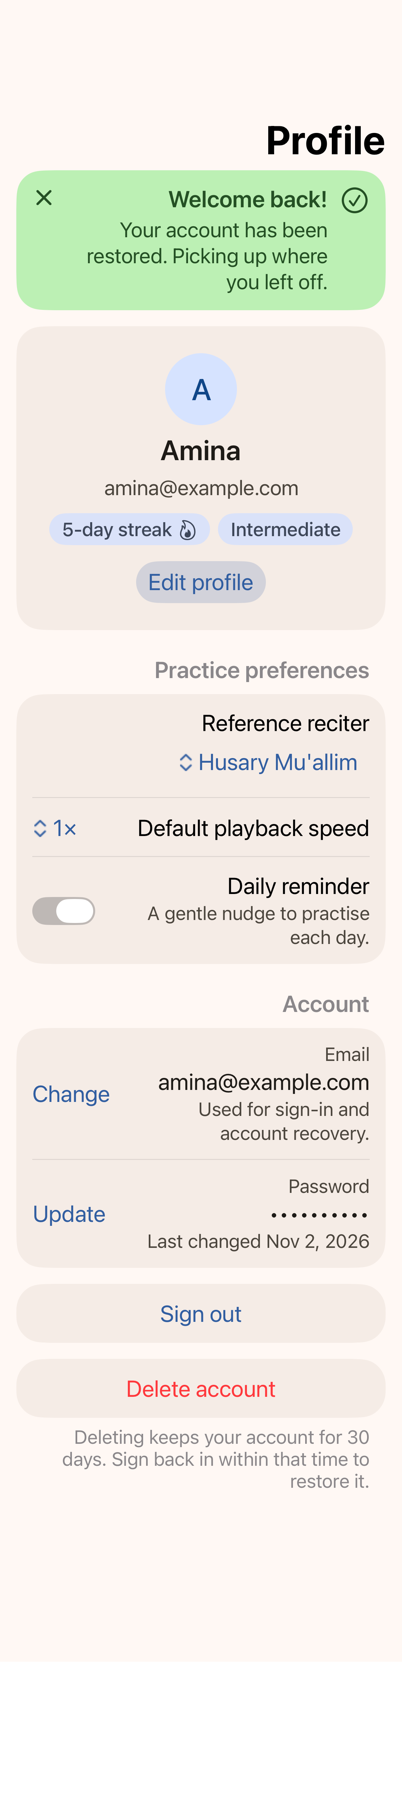 Profile
Welcome back!
Your account has been
restored. Picking up where
you left off.
A
Amina
amina@example.com
5-day streak
Intermediate
Edit profile
Practice preferences
Reference reciter
Husary Mu'allim
Default playback speed
1×
Daily reminder
A gentle nudge to practise
each day.
Account
Email
amina@example.com
Used for sign-in and
account recovery.
Change
Password
••••••••••
Last changed Nov 2, 2026
Update
Sign out
Delete account
Deleting keeps your account for 30
days. Sign back in within that time to
restore it.